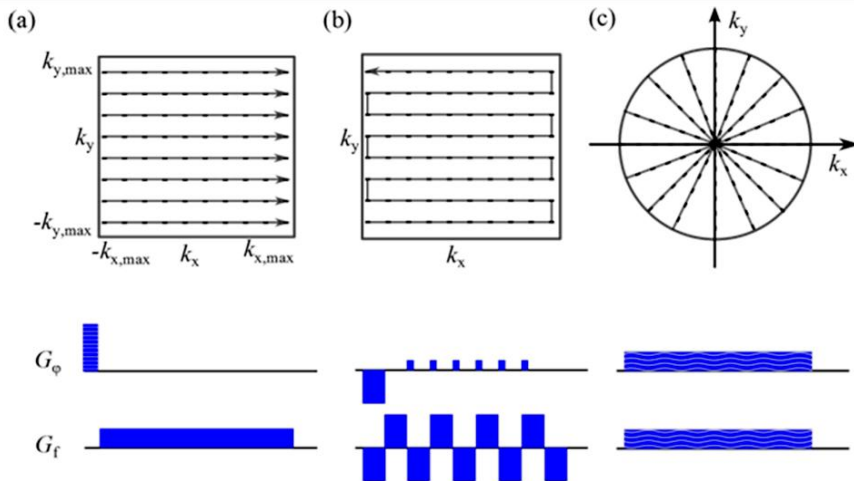 (a)
k_y,max
k_y
-k_y,max
-k_x,max k_x k_x,max
(b)
k_y
k_x
(c)
k_y
k_x
G_φ
G_f